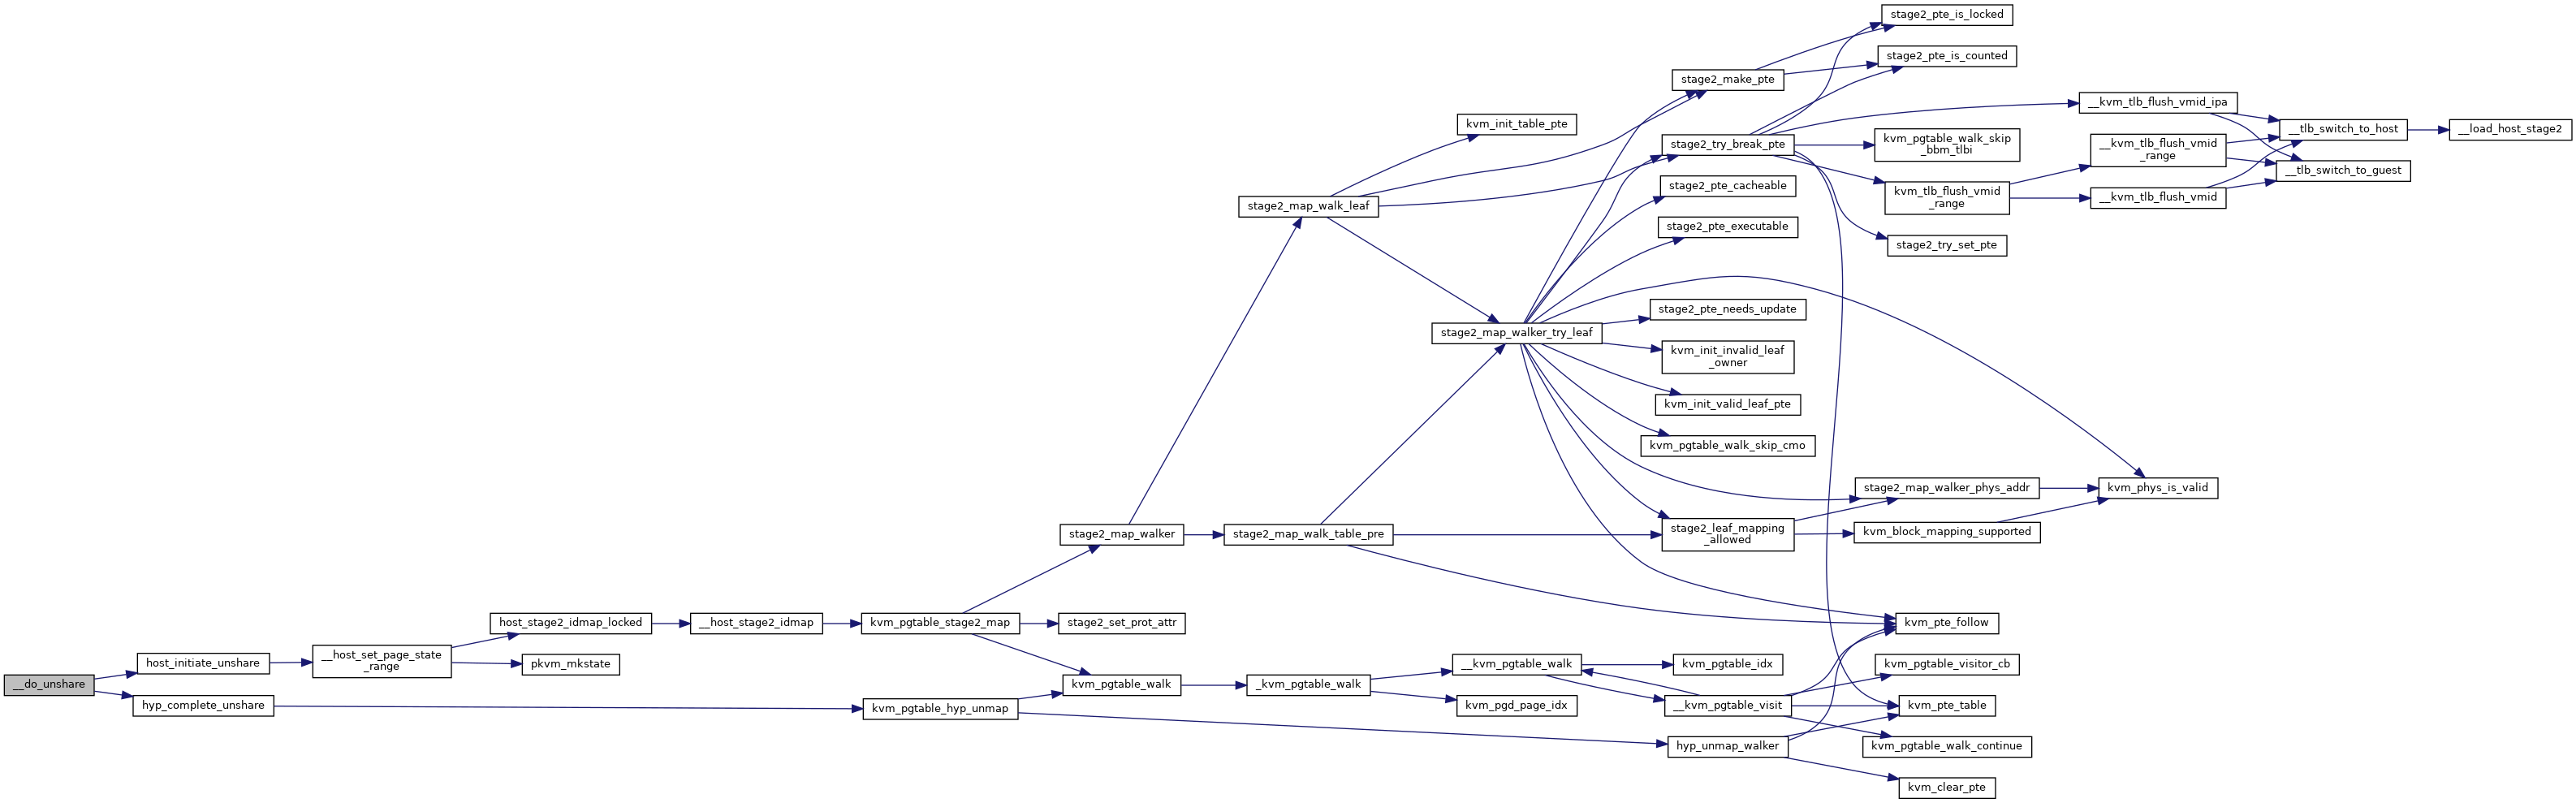 __do_unshare
host_initiate_unshare
hyp_complete_unshare
__host_set_page_state
_range
host_stage2_idmap_locked
pkvm_mkstate
__host_stage2_idmap
kvm_pgtable_stage2_map
kvm_pgtable_hyp_unmap
stage2_map_walker
stage2_set_prot_attr
kvm_pgtable_walk
stage2_map_walk_leaf
stage2_map_walk_table_pre
_kvm_pgtable_walk
kvm_init_table_pte
stage2_map_walker_try_leaf
__kvm_pgtable_walk
kvm_pgd_page_idx
stage2_make_pte
stage2_try_break_pte
stage2_pte_cacheable
stage2_pte_executable
stage2_pte_needs_update
kvm_init_invalid_leaf
_owner
kvm_init_valid_leaf_pte
kvm_pgtable_walk_skip_cmo
stage2_leaf_mapping
_allowed
kvm_pgtable_idx
__kvm_pgtable_visit
hyp_unmap_walker
stage2_pte_is_locked
stage2_pte_is_counted
kvm_pgtable_walk_skip
_bbm_tlbi
kvm_tlb_flush_vmid
_range
stage2_try_set_pte
stage2_map_walker_phys_addr
kvm_block_mapping_supported
kvm_pte_follow
kvm_pgtable_visitor_cb
kvm_pte_table
kvm_pgtable_walk_continue
kvm_clear_pte
__kvm_tlb_flush_vmid_ipa
__kvm_tlb_flush_vmid
_range
__kvm_tlb_flush_vmid
kvm_phys_is_valid
__tlb_switch_to_host
__tlb_switch_to_guest
__load_host_stage2